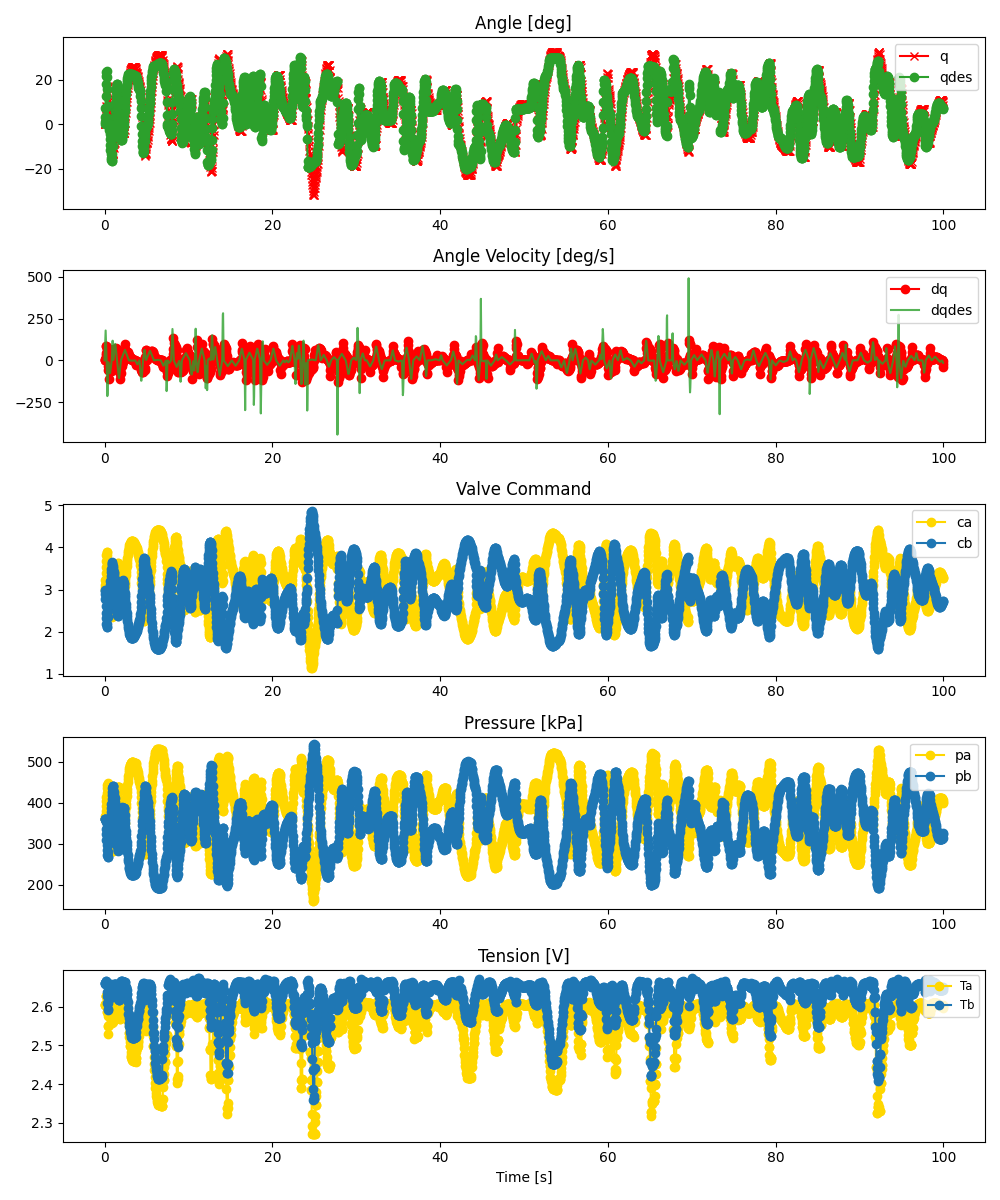 Angle [deg]
20
0
−20
q
qdes
0 20 40 60 80 100
Angle Velocity [deg/s]
500
250
0
−250
dq
dqdes
0 20 40 60 80 100
Valve Command
5
4
3
2
1
ca
cb
0 20 40 60 80 100
Pressure [kPa]
500
400
300
200
pa
pb
0 20 40 60 80 100
Tension [V]
2.6
2.5
2.4
2.3
Ta
Tb
0 20 40 60 80 100
Time [s]